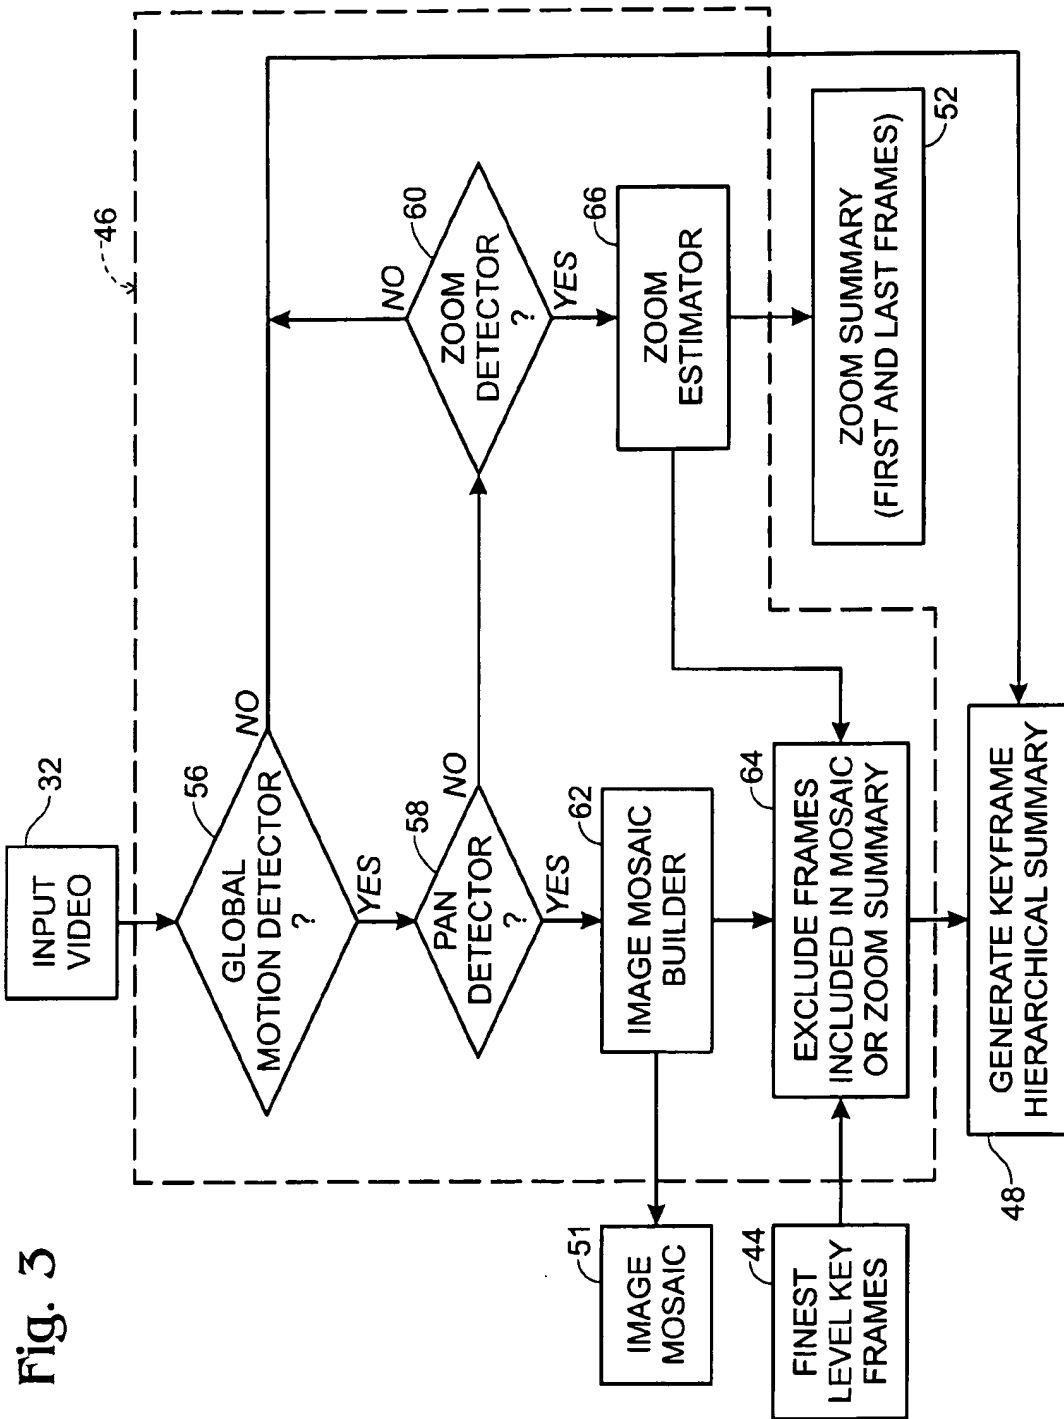 Fig. 3
INPUT
VIDEO
32
46
GLOBAL
MOTION DETECTOR
?
56
NO
YES
PAN
DETECTOR
?
58
NO
YES
ZOOM
DETECTOR
?
60
NO
YES
IMAGE MOSAIC
BUILDER
62
ZOOM
ESTIMATOR
66
IMAGE
MOSAIC
51
EXCLUDE FRAMES
INCLUDED IN MOSAIC
OR ZOOM SUMMARY
64
ZOOM SUMMARY
(FIRST AND LAST FRAMES)
52
FINEST
LEVEL KEY
FRAMES
44
GENERATE KEYFRAME
HIERARCHICAL SUMMARY
48